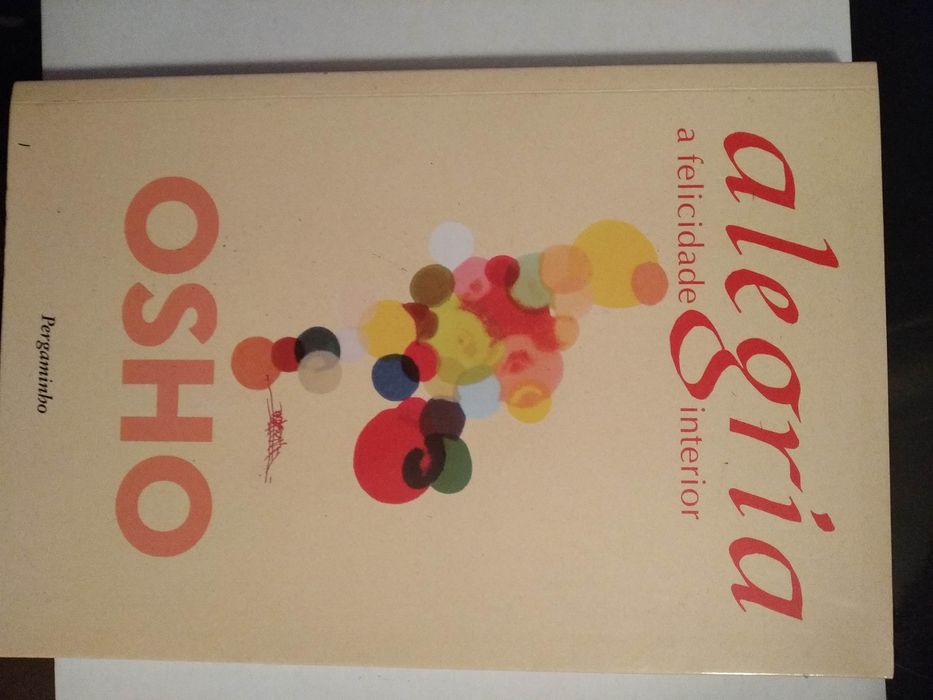 alegria
a felicidade interior
OSHO
Pergaminho